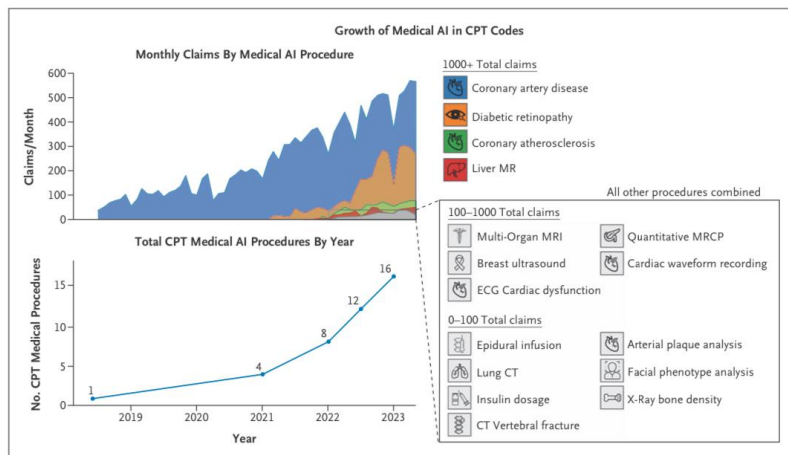 Growth of Medical AI in CPT Codes
Monthly Claims By Medical AI Procedure
Claims/Month
600
500
400
300
200
100
0
1000+ Total claims
Coronary artery disease
Diabetic retinopathy
Coronary atherosclerosis
Liver MR
All other procedures combined
100–1000 Total claims
Multi-Organ MRI
Quantitative MRCP
Breast ultrasound
Cardiac waveform recording
ECG Cardiac dysfunction
0–100 Total claims
Epidural infusion
Arterial plaque analysis
Lung CT
Facial phenotype analysis
Insulin dosage
X-Ray bone density
CT Vertebral fracture
Total CPT Medical AI Procedures By Year
No. CPT Medical Procedures
15
10
5
0
1
4
8
12
16
2019
2020
2021
2022
2023
Year